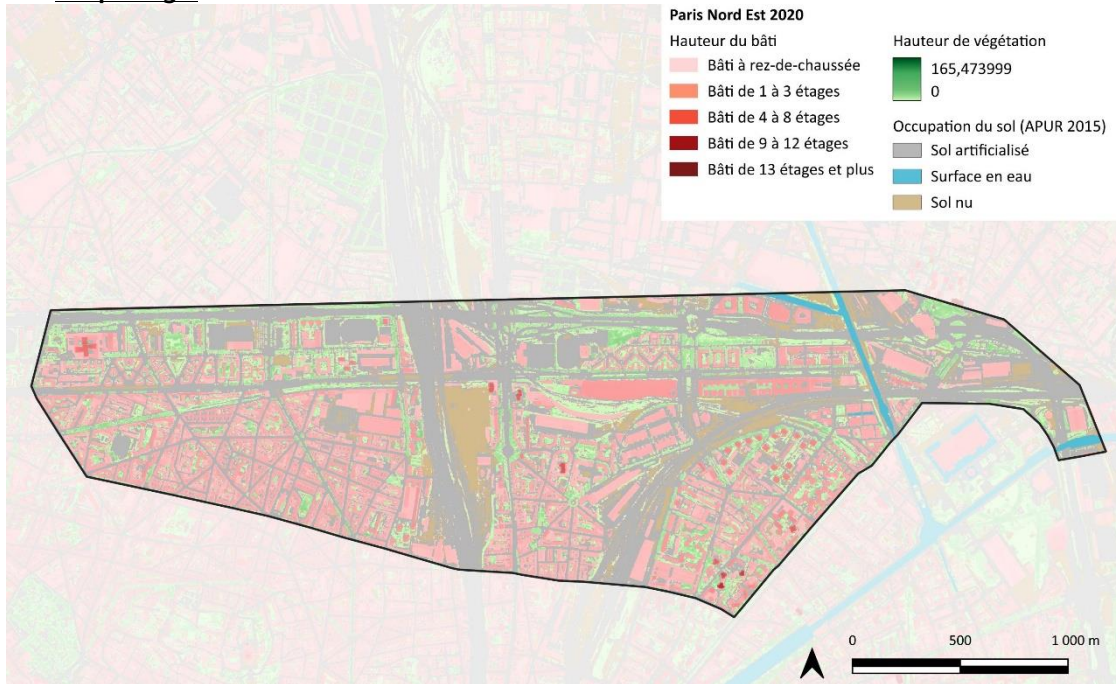 Paris Nord Est 2020
Hauteur du bâti
Bâti à rez-de-chaussée
Bâti de 1 à 3 étages
Bâti de 4 à 8 étages
Bâti de 9 à 12 étages
Bâti de 13 étages et plus
Hauteur de végétation
165,473999
0
Occupation du sol (APUR 2015)
Sol artificialisé
Surface en eau
Sol nu
0 500 1 000 m